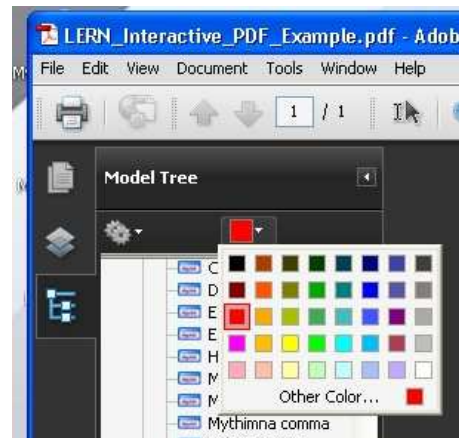 LERN_Interactive_PDF_Example.pdf - Adob
File Edit View Document Tools Window Help
1 / 1
Model Tree
C
D
E
E
H
M
M
Other Color...
Mythimna comma